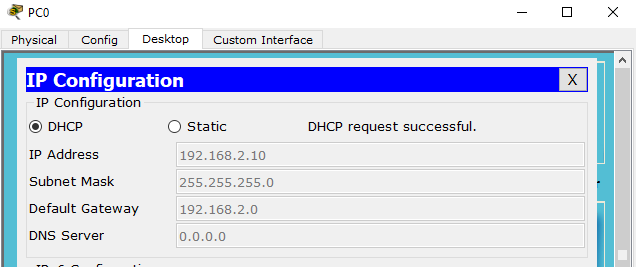 PC0
Physical Config Desktop Custom Interface
IP Configuration X
IP Configuration
DHCP Static DHCP request successful.
IP Address 192.168.2.10
Subnet Mask 255.255.255.0
Default Gateway 192.168.2.0
DNS Server 0.0.0.0